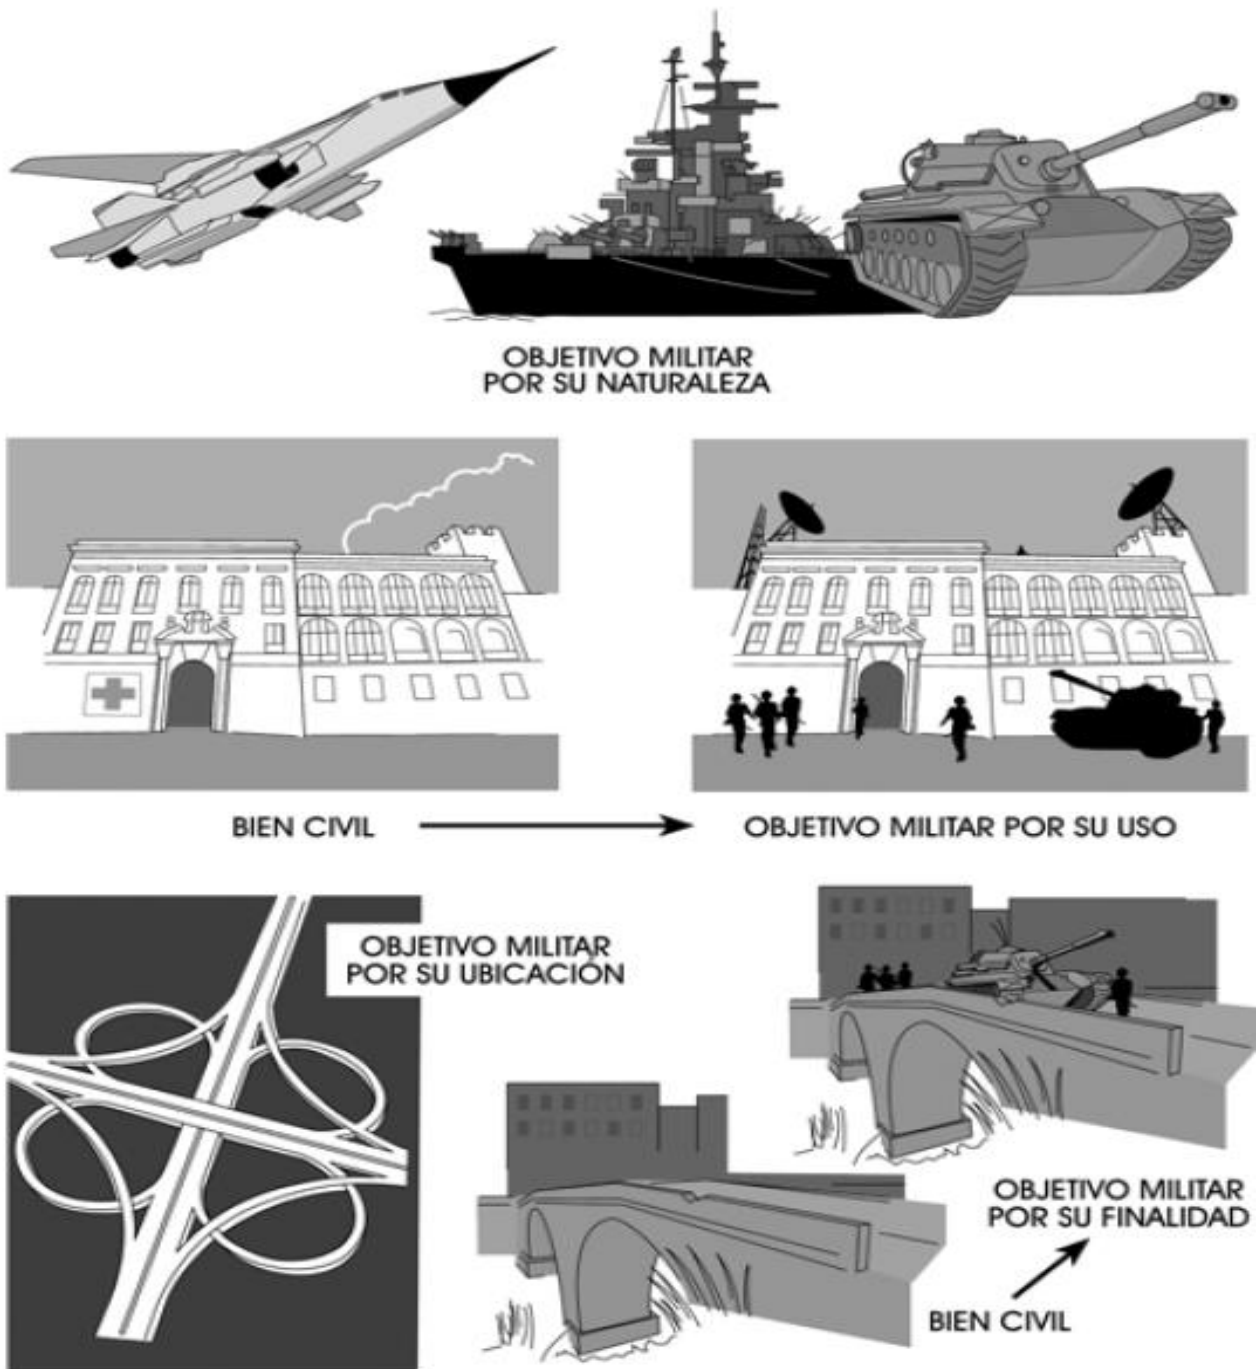 OBJETIVO MILITAR
POR SU NATURALEZA
BIEN CIVIL
OBJETIVO MILITAR POR SU USO
OBJETIVO MILITAR
POR SU UBICACIÓN
OBJETIVO MILITAR
POR SU FINALIDAD
BIEN CIVIL